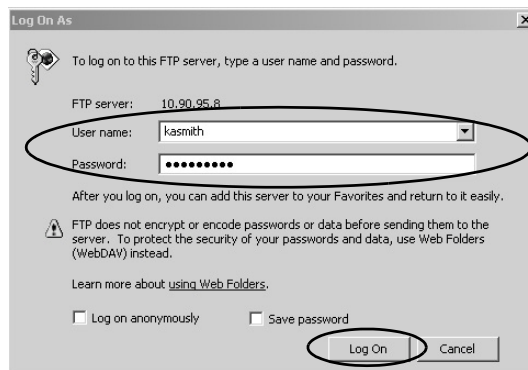 Log On As
To log on to this FTP server, type a user name and password.
FTP server: 10.90.95.8
User name: kasmith
Password: ●●●●●●●●●
After you log on, you can add this server to your Favorites and return to it easily.
FTP does not encrypt or encode passwords or data before sending them to the
server. To protect the security of your passwords and data, use Web Folders
(WebDAV) instead.
Learn more about using Web Folders.
Log on anonymously Save password
Log On Cancel